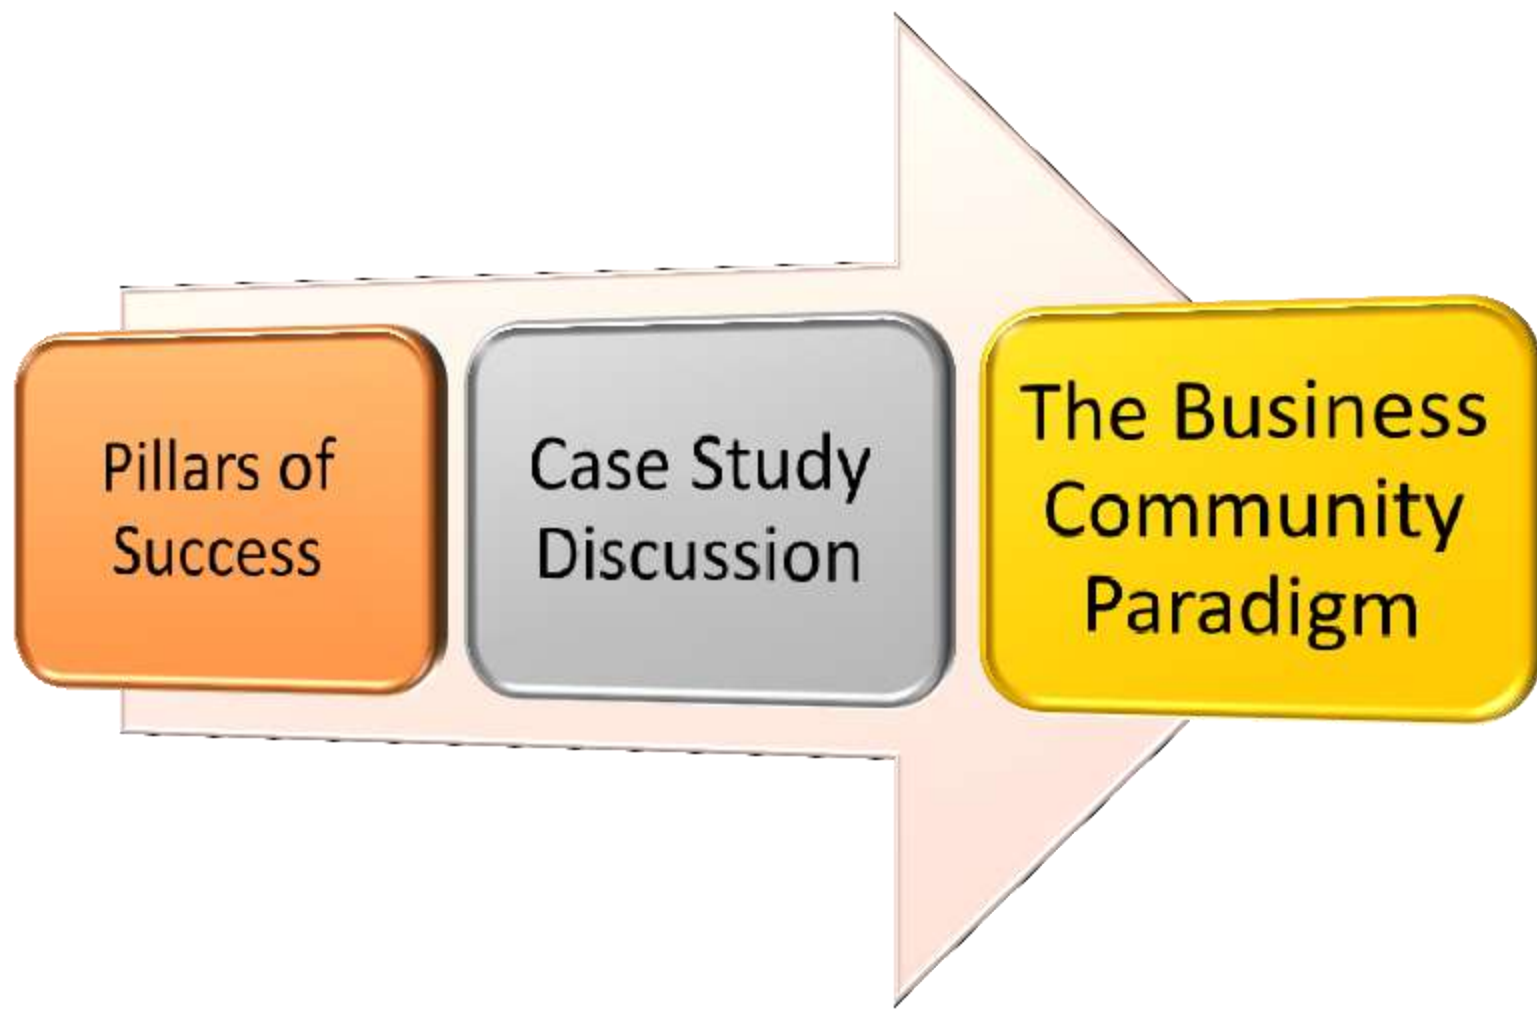 Pillars of
Success
Case Study
Discussion
The Business
Community
Paradigm